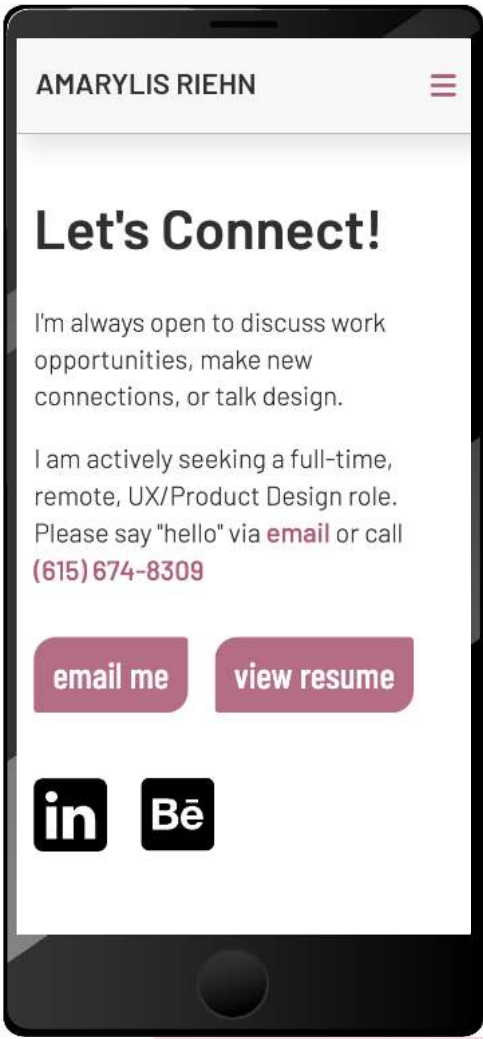 AMARYLIS RIEHN
Let's Connect!
I'm always open to discuss work
opportunities, make new
connections, or talk design.
I am actively seeking a full-time,
remote, UX/Product Design role.
Please say "hello" via email or call
(615) 674-8309
email me view resume
in Bē